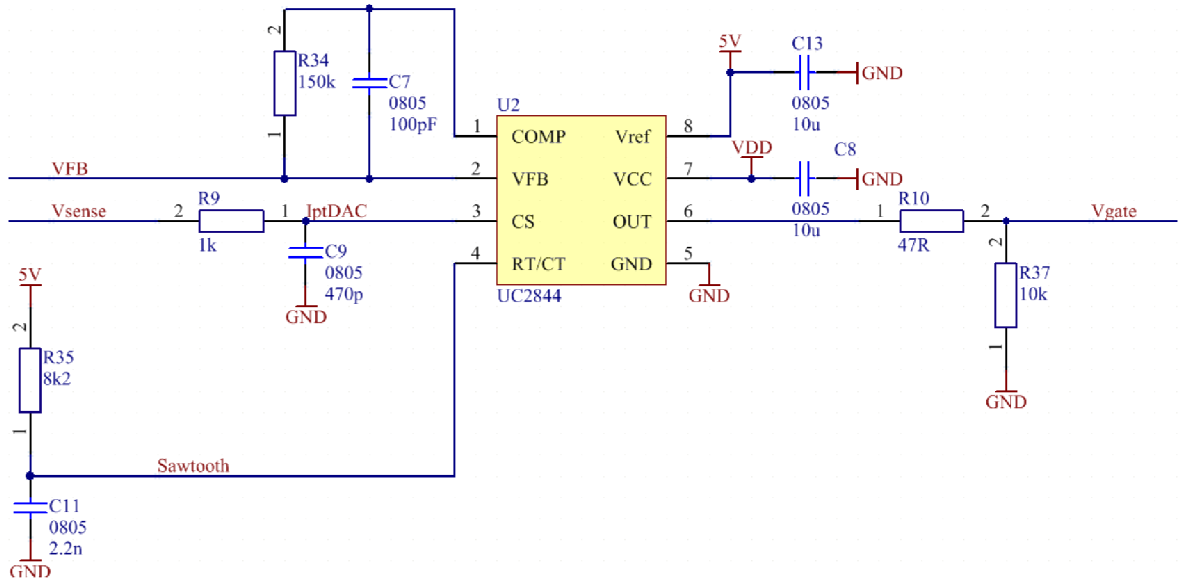 2
R34
150k
1
C7
0805
100pF
5V
C13
0805
10u
GND
U2
1
COMP
Vref
8
VFB
2
VFB
VCC
7
VDD
C8
0805
10u
GND
Vsense
2
R9
1k
1
IptDAC
3
CS
OUT
6
1
R10
47R
2
Vgate
C9
0805
470p
GND
4
RT/CT
GND
5
GND
UC2844
2
R37
10k
1
GND
5V
2
R35
8k2
1
Sawtooth
C11
0805
2.2n
GND